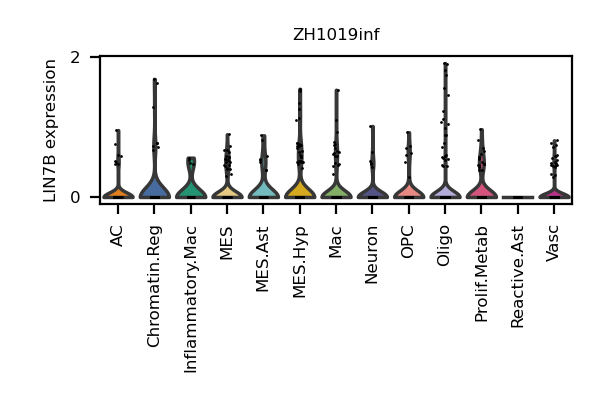 ZH1019inf
LIN7B expression
2
0
AC
Chromatin.Reg
Inflammatory.Mac
MES
MES.Ast
MES.Hyp
Mac
Neuron
OPC
Oligo
Prolif.Metab
Reactive.Ast
Vasc